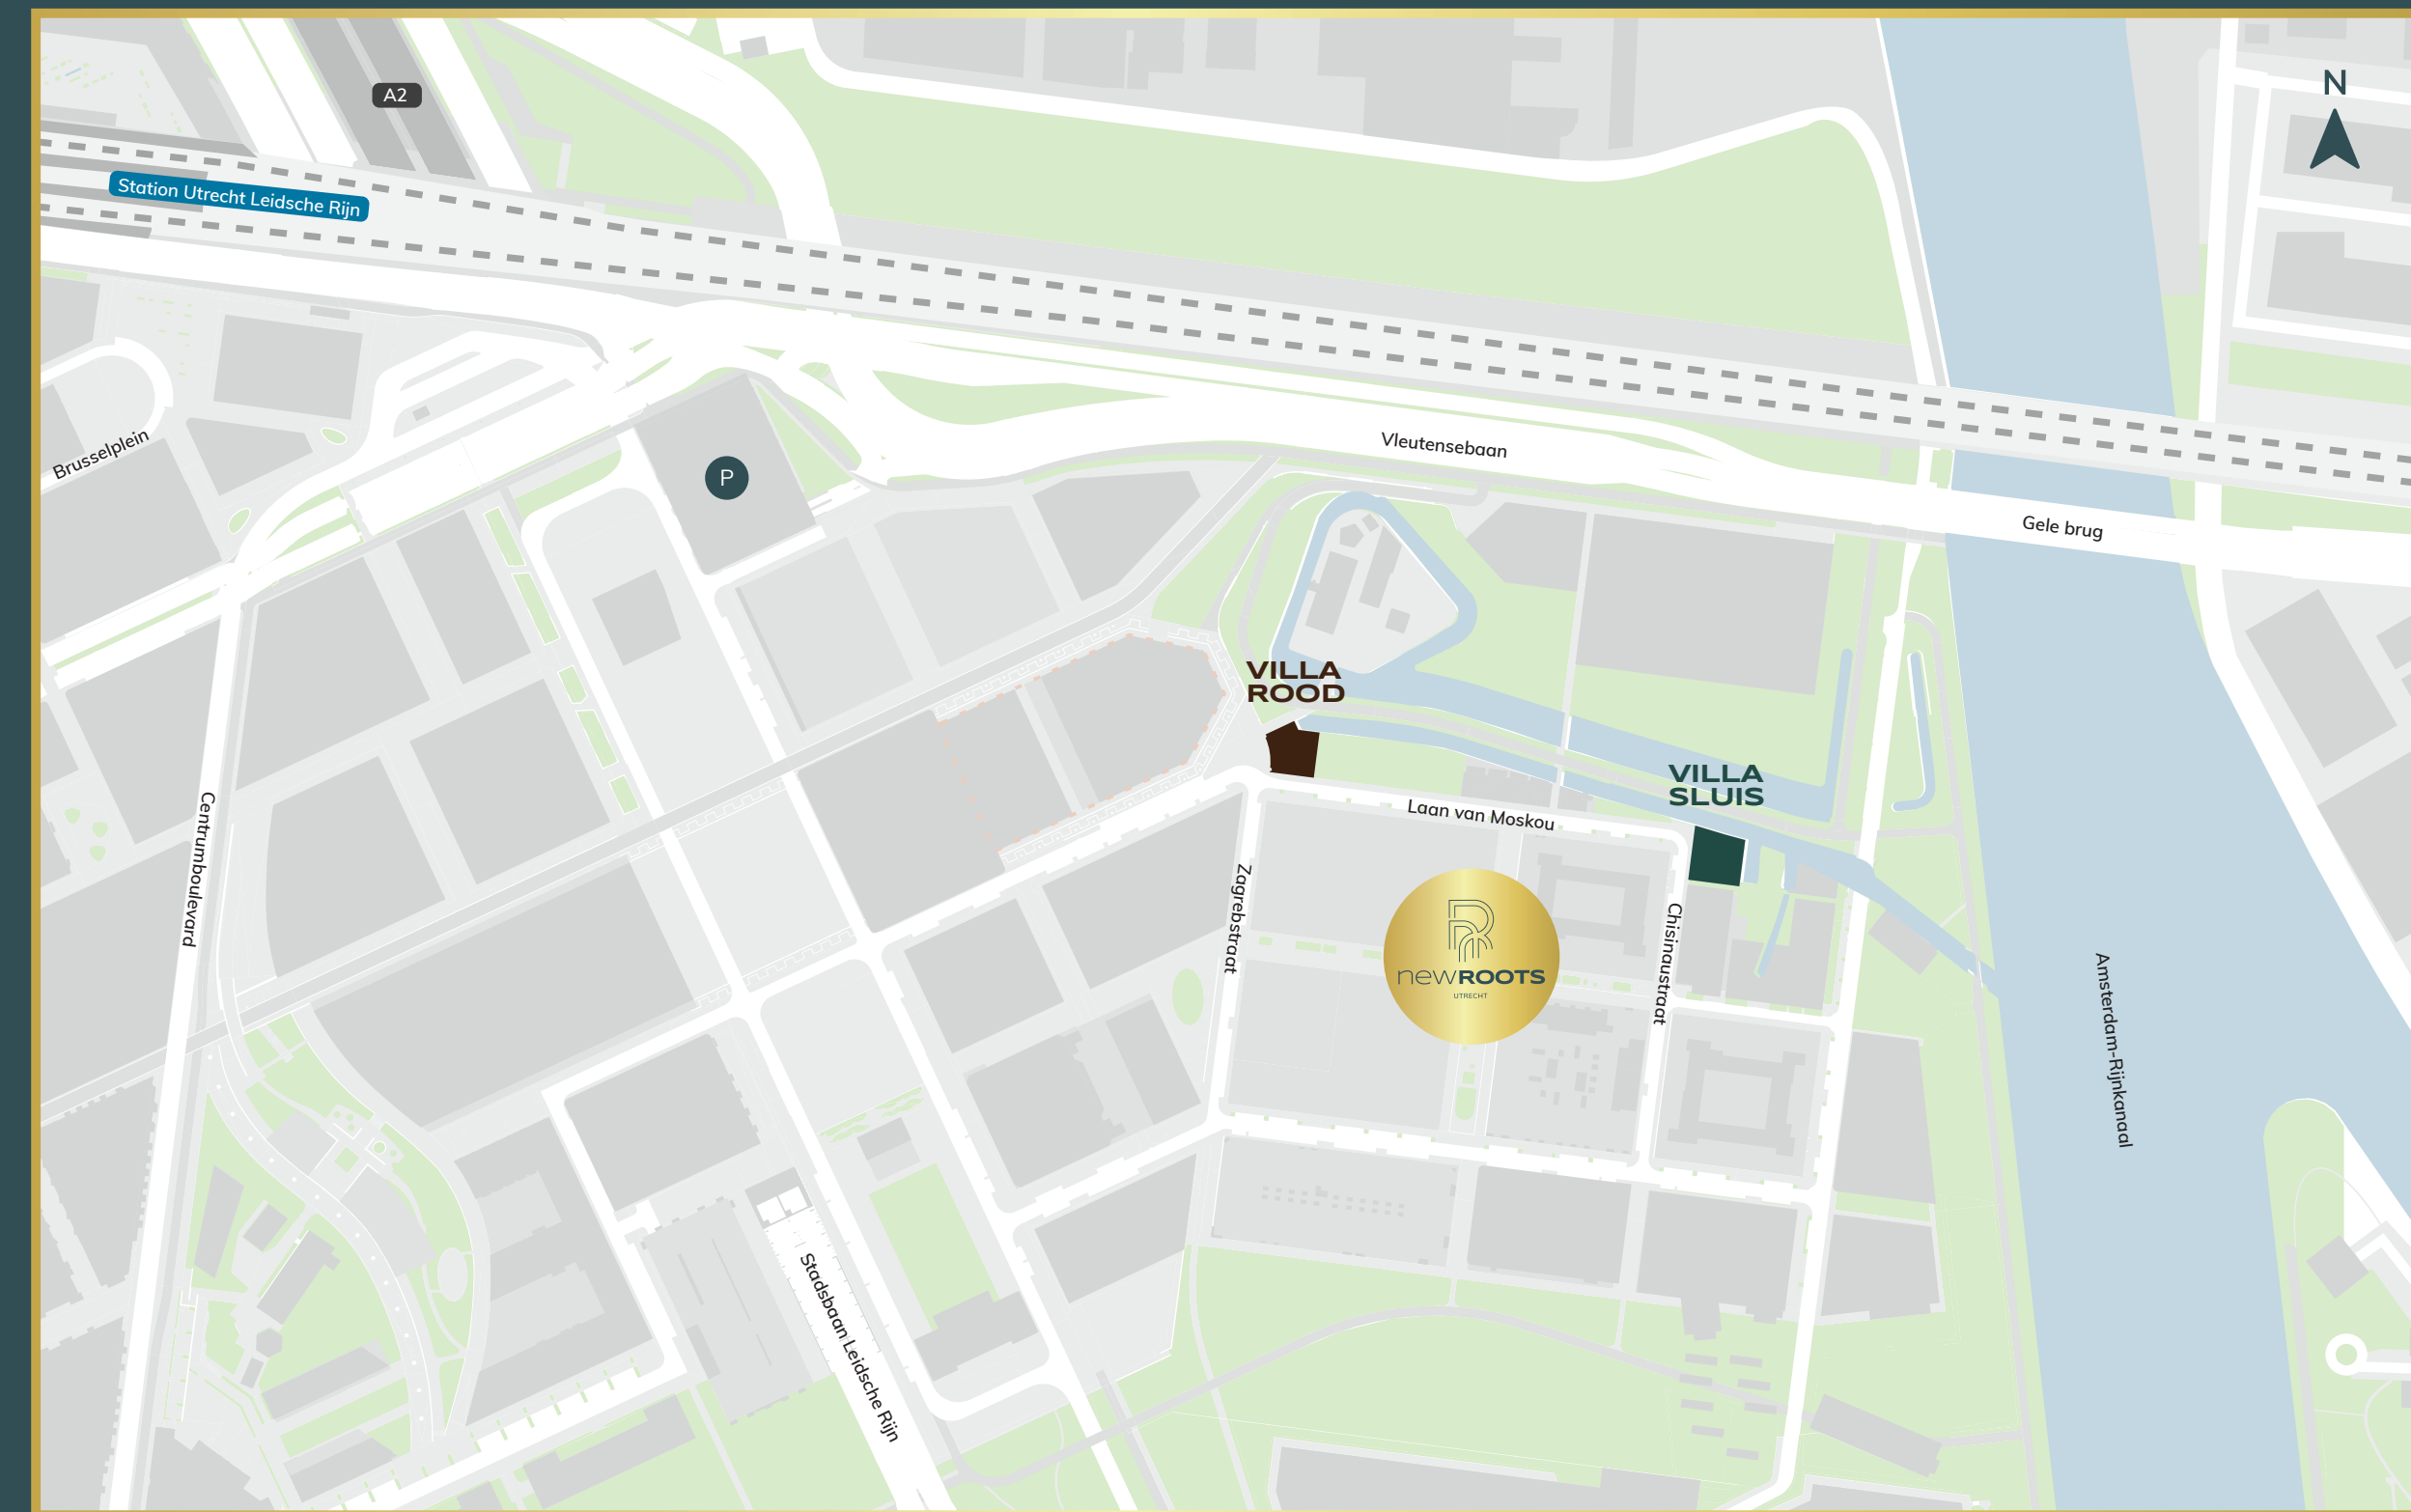 N
A2
Station Utrecht Leidsche Rijn
Brusselplein
P
Vleutensebaan
Gele brug
VILLA
ROOD
VILLA
SLUIS
Laan van Moskou
Centrumboulevard
Zagrebstraat
Chisinaustraat
newROOTS
UTRECHT
Amsterdam-Rijnkanaal
Stadsbaan Leidsche Rijn